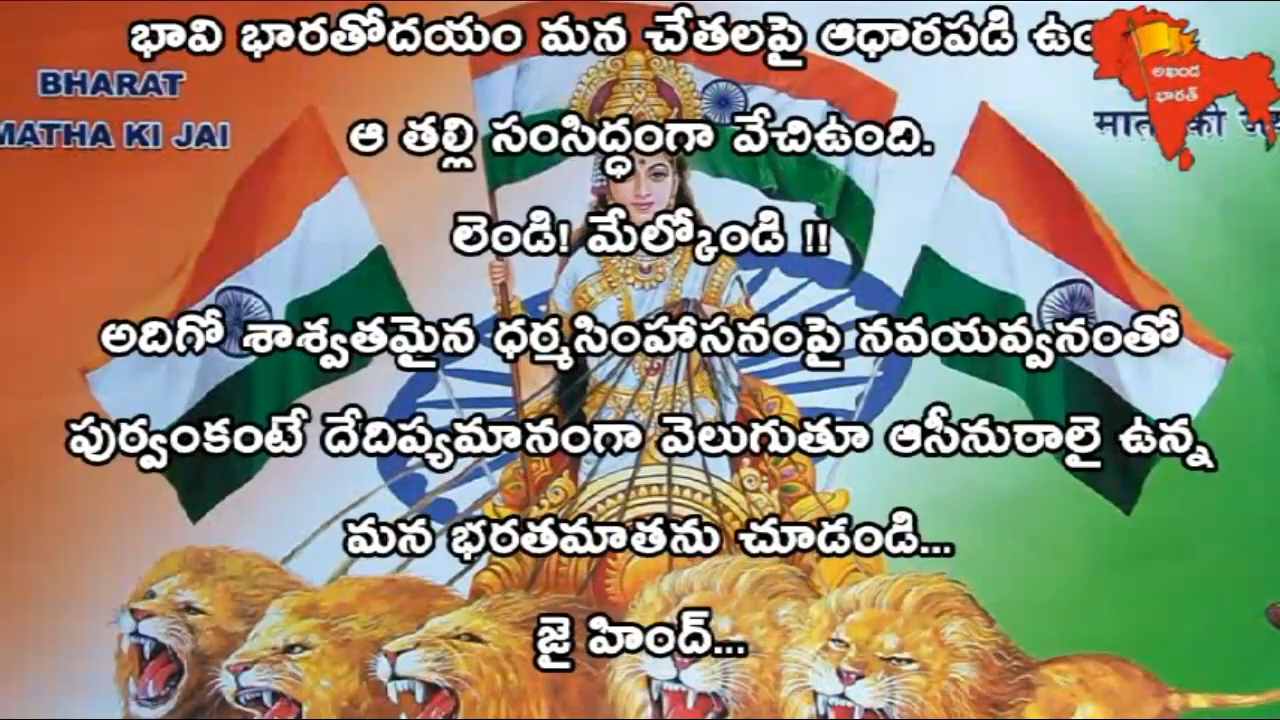 భావి భారతోదయం మన చేతలపై ఆధారపడి
BHARAT
MATHA KI JAI
అఖండ
భారత్
ఆ తల్లి సంసిద్ధంగా వేచిఉంది.
లెండి! మేల్కోండి !!
అదిగో శాశ్వతమైన ధర్మసింహాసనంపై నవయవ్వనంతో
పుర్వంకంటే దేదిప్యమానంగా వెలుగుతూ ఆసీనురాలై ఉన్న
మన భరతమాతను చూడండి...
జై హింద్...